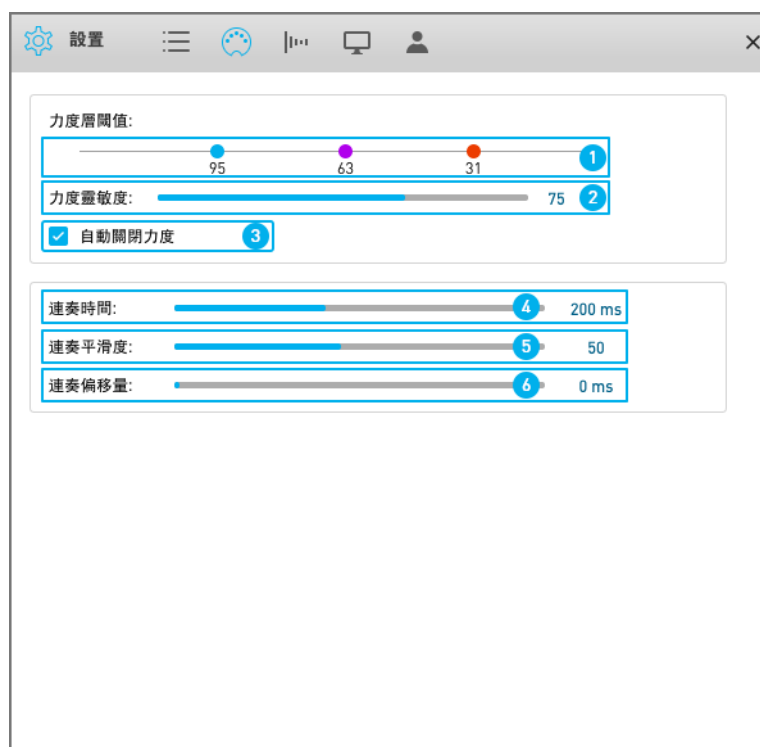 設置
力度層閾值:
1
95 63 31
力度靈敏度: 75 2
自動關閉力度 3
連奏時間: 4 200 ms
連奏平滑度: 5 50
連奏偏移量: 6 0 ms